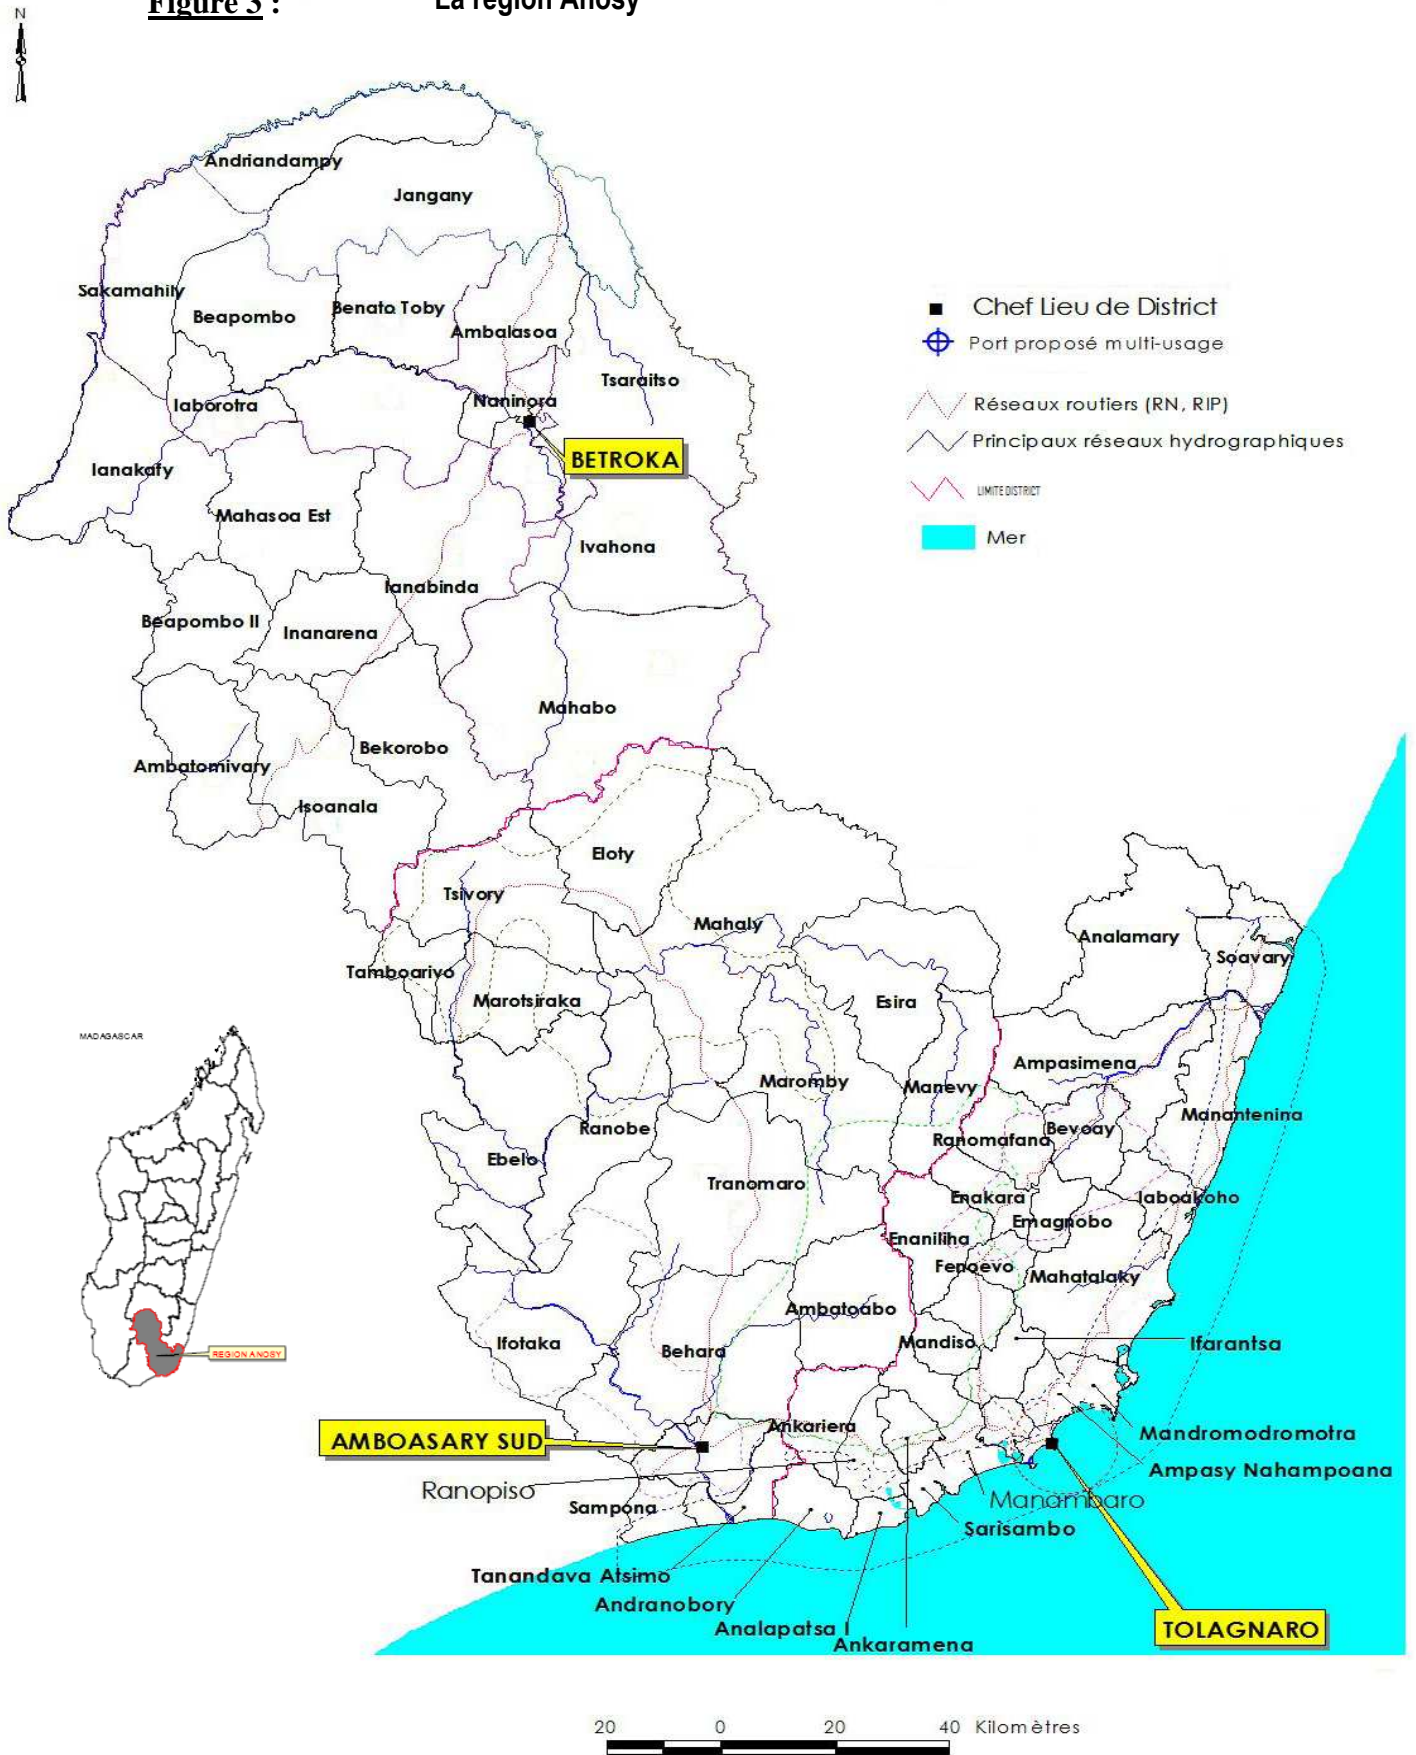 Figure 3 : La région Anosy
N
Andriandampy
Jangany
Sakamahily
Beapombo
Benato Toby
Ambalasoa
Tsaraitso
Iaborotra
Naninora
BETROKA
Ianakafy
Mahasoa Est
Ivahona
Ianabinda
Beapombo II
Inanarena
Mahabo
Bekorobo
Ambatomivary
Isoanala
Chef Lieu de District
Port proposé multi-usage
Réseaux routiers (RN, RIP)
Principaux réseaux hydrographiques
LIMITE DISTRICT
Mer
Eloty
Tsivory
Mahaly
Analamary
Soavary
Tamboarivo
Marotsiraka
Esira
MADAGASCAR
Ampasimena
Maromby
Manevy
Manantenina
Ranobe
Ranomafana
Bevoay
Ebelo
Tranomaro
Enakara
Iaboakoho
Emagnobo
Enaniliha
Fenoevo
Mahatalaky
Ambatoabo
Ifotaka
Behara
Mandiso
Ifarantsa
REGION ANOSY
AMBOASARY SUD
Ankariera
Mandromodromotra
Ampasy Nahampoana
Ranopiso
Sampona
Manambaro
Sarisambo
Tanandava Atsimo
Andranobory
Analapatsa I
Ankaramena
TOLAGNARO
20 0 20 40 Kilomètres